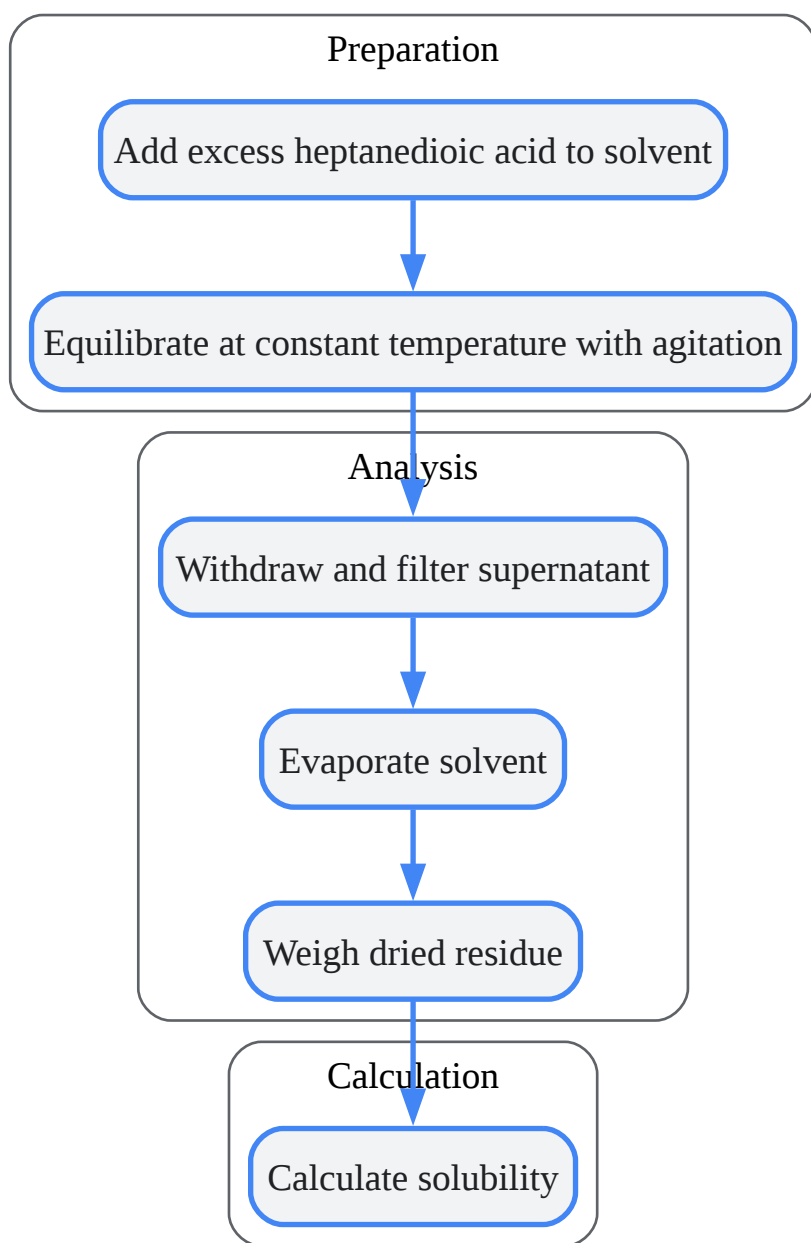 Preparation
Add excess heptanedioic acid to solvent
Equilibrate at constant temperature with agitation
Analysis
Withdraw and filter supernatant
Evaporate solvent
Weigh dried residue
Calculation
Calculate solubility